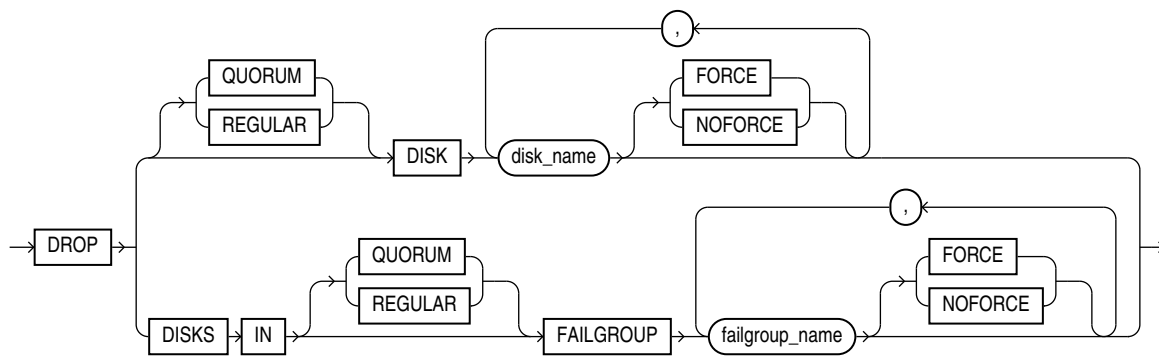 ,
QUORUM FORCE
REGULAR NOFORCE
DISK disk_name
,
DROP
QUORUM FORCE
REGULAR NOFORCE
DISKS IN FAILGROUP failgroup_name